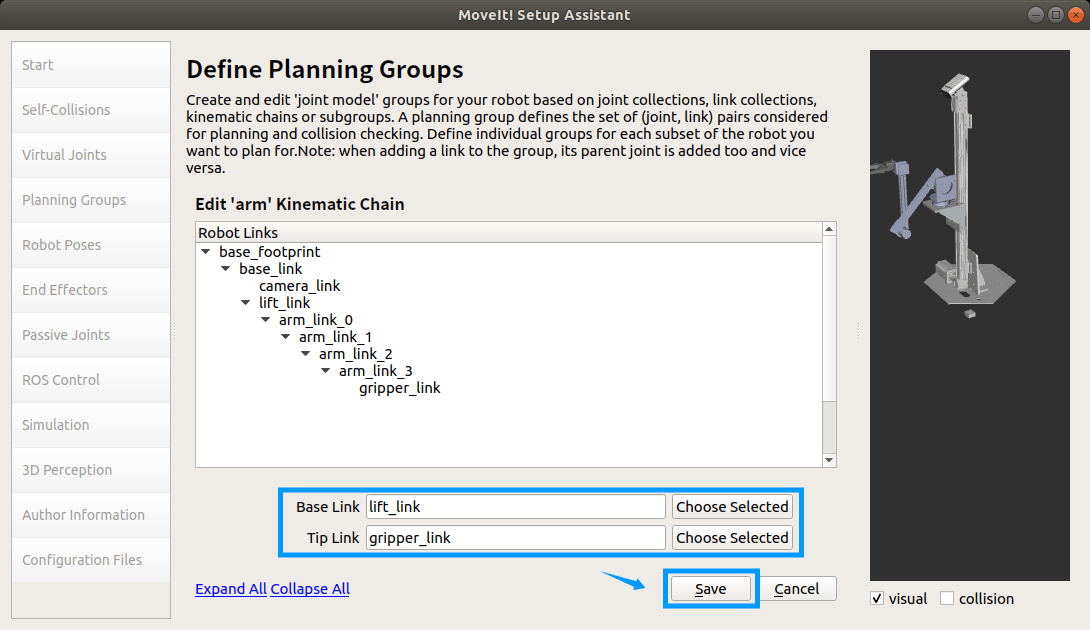 MoveIt! Setup Assistant
Start
Self-Collisions
Virtual Joints
Planning Groups
Robot Poses
End Effectors
Passive Joints
ROS Control
Simulation
3D Perception
Author Information
Configuration Files
Define Planning Groups
Create and edit 'joint model' groups for your robot based on joint collections, link collections,
kinematic chains or subgroups. A planning group defines the set of (joint, link) pairs considered
for planning and collision checking. Define individual groups for each subset of the robot you
want to plan for.Note: when adding a link to the group, its parent joint is added too and vice
versa.
Edit 'arm' Kinematic Chain
Robot Links
base_footprint
base_link
camera_link
lift_link
arm_link_0
arm_link_1
arm_link_2
arm_link_3
gripper_link
Base Link lift_link Choose Selected
Tip Link gripper_link Choose Selected
Expand All Collapse All Save Cancel
visual collision